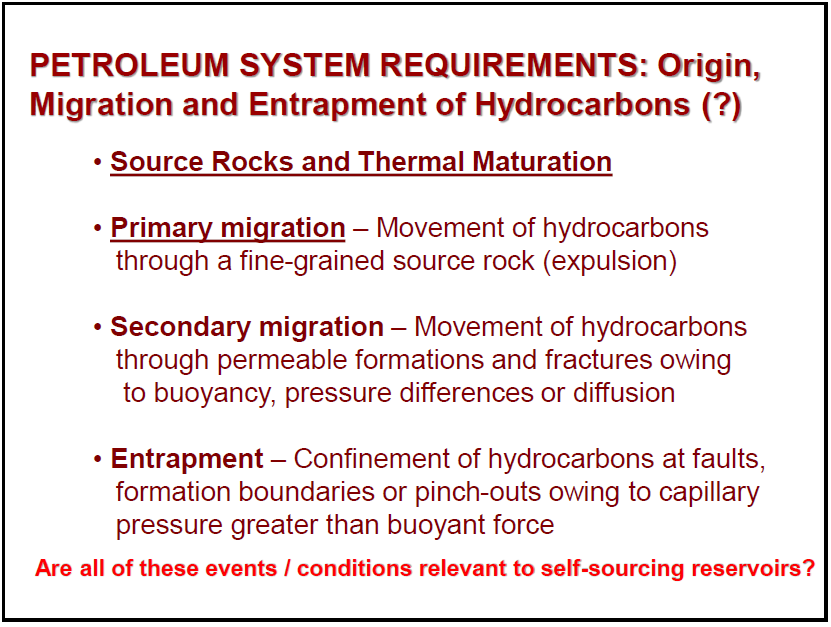 PETROLEUM SYSTEM REQUIREMENTS: Origin,
Migration and Entrapment of Hydrocarbons (?)
• Source Rocks and Thermal Maturation
• Primary migration – Movement of hydrocarbons
through a fine-grained source rock (expulsion)
• Secondary migration – Movement of hydrocarbons
through permeable formations and fractures owing
to buoyancy, pressure differences or diffusion
• Entrapment – Confinement of hydrocarbons at faults,
formation boundaries or pinch-outs owing to capillary
pressure greater than buoyant force
Are all of these events / conditions relevant to self-sourcing reservoirs?